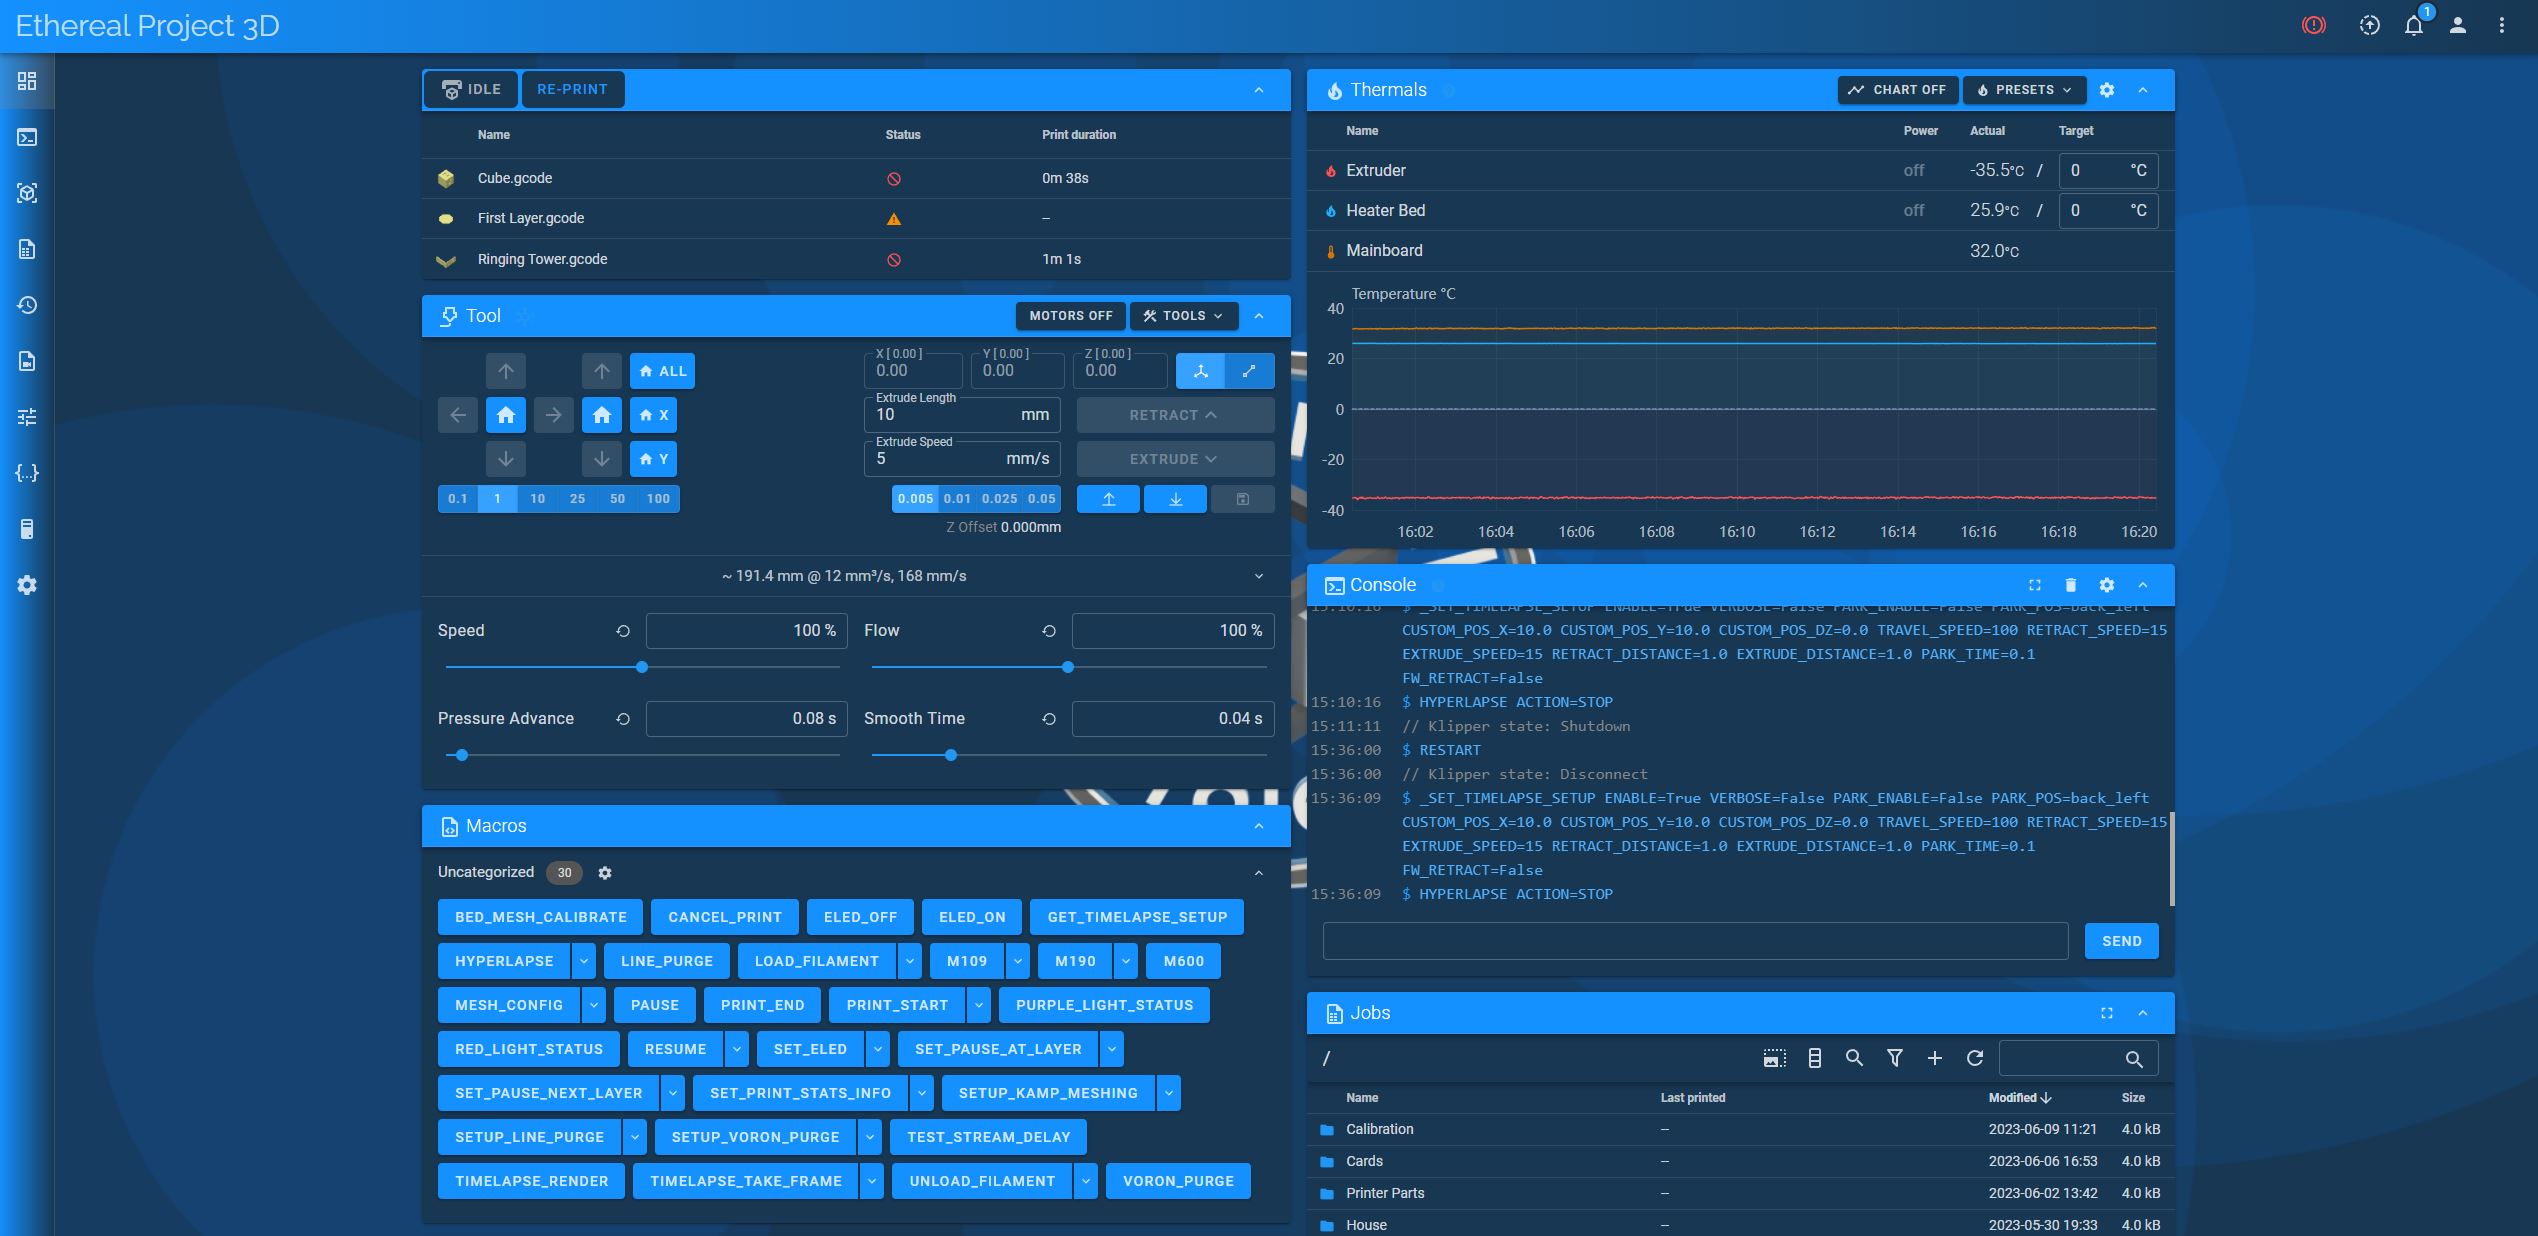 Ethereal Project 3D
1
IDLE
RE-PRINT
Name Status Print duration
Cube.gcode 0m 38s
First Layer.gcode --
Ringing Tower.gcode 1m 1s
Tool
MOTORS OFF
TOOLS
ALL
X
Y
0.1 1 10 25 50 100
X [ 0.00 ] Y [ 0.00 ] Z [ 0.00 ]
0.00 0.00 0.00
Extrude Length
10 mm
RETRACT
Extrude Speed
5 mm/s
EXTRUDE
0.005 0.01 0.025 0.05
Z Offset 0.000mm
~ 191.4 mm @ 12 mm³/s, 168 mm/s
Speed 100 %
Flow 100 %
Pressure Advance 0.08 s
Smooth Time 0.04 s
Macros
Uncategorized 30
BED_MESH_CALIBRATE CANCEL_PRINT ELED_OFF ELED_ON GET_TIMELAPSE_SETUP
HYPERLAPSE LINE_PURGE LOAD_FILAMENT M109 M190 M600
MESH_CONFIG PAUSE PRINT_END PRINT_START PURPLE_LIGHT_STATUS
RED_LIGHT_STATUS RESUME SET_ELED SET_PAUSE_AT_LAYER
SET_PAUSE_NEXT_LAYER SET_PRINT_STATS_INFO SETUP_KAMP_MESHING
SETUP_LINE_PURGE SETUP_VORON_PURGE TEST_STREAM_DELAY
TIMELAPSE_RENDER TIMELAPSE_TAKE_FRAME UNLOAD_FILAMENT VORON_PURGE
Thermals
CHART OFF
PRESETS
Name Power Actual Target
Extruder off -35.5°C / 0 °C
Heater Bed off 25.9°C / 0 °C
Mainboard 32.0°C
Temperature °C
40
20
0
-20
-40
16:02 16:04 16:06 16:08 16:10 16:12 16:14 16:16 16:18 16:20
Console
15:10:16 $ _SET_TIMELAPSE_SETUP ENABLE=True VERBOSE=False PARK_ENABLE=False PARK_POS=back_left
CUSTOM_POS_X=10.0 CUSTOM_POS_Y=10.0 CUSTOM_POS_DZ=0.0 TRAVEL_SPEED=100 RETRACT_SPEED=15
EXTRUDE_SPEED=15 RETRACT_DISTANCE=1.0 EXTRUDE_DISTANCE=1.0 PARK_TIME=0.1
FW_RETRACT=False
15:10:16 $ HYPERLAPSE ACTION=STOP
15:11:11 // Klipper state: Shutdown
15:36:00 $ RESTART
15:36:00 // Klipper state: Disconnect
15:36:09 $ _SET_TIMELAPSE_SETUP ENABLE=True VERBOSE=False PARK_ENABLE=False PARK_POS=back_left
CUSTOM_POS_X=10.0 CUSTOM_POS_Y=10.0 CUSTOM_POS_DZ=0.0 TRAVEL_SPEED=100 RETRACT_SPEED=15
EXTRUDE_SPEED=15 RETRACT_DISTANCE=1.0 EXTRUDE_DISTANCE=1.0 PARK_TIME=0.1
FW_RETRACT=False
15:36:09 $ HYPERLAPSE ACTION=STOP
SEND
Jobs
/
Name Last printed Modified Size
Calibration -- 2023-06-09 11:21 4.0 kB
Cards -- 2023-06-06 16:53 4.0 kB
Printer Parts -- 2023-06-02 13:42 4.0 kB
House -- 2023-05-30 19:33 4.0 kB